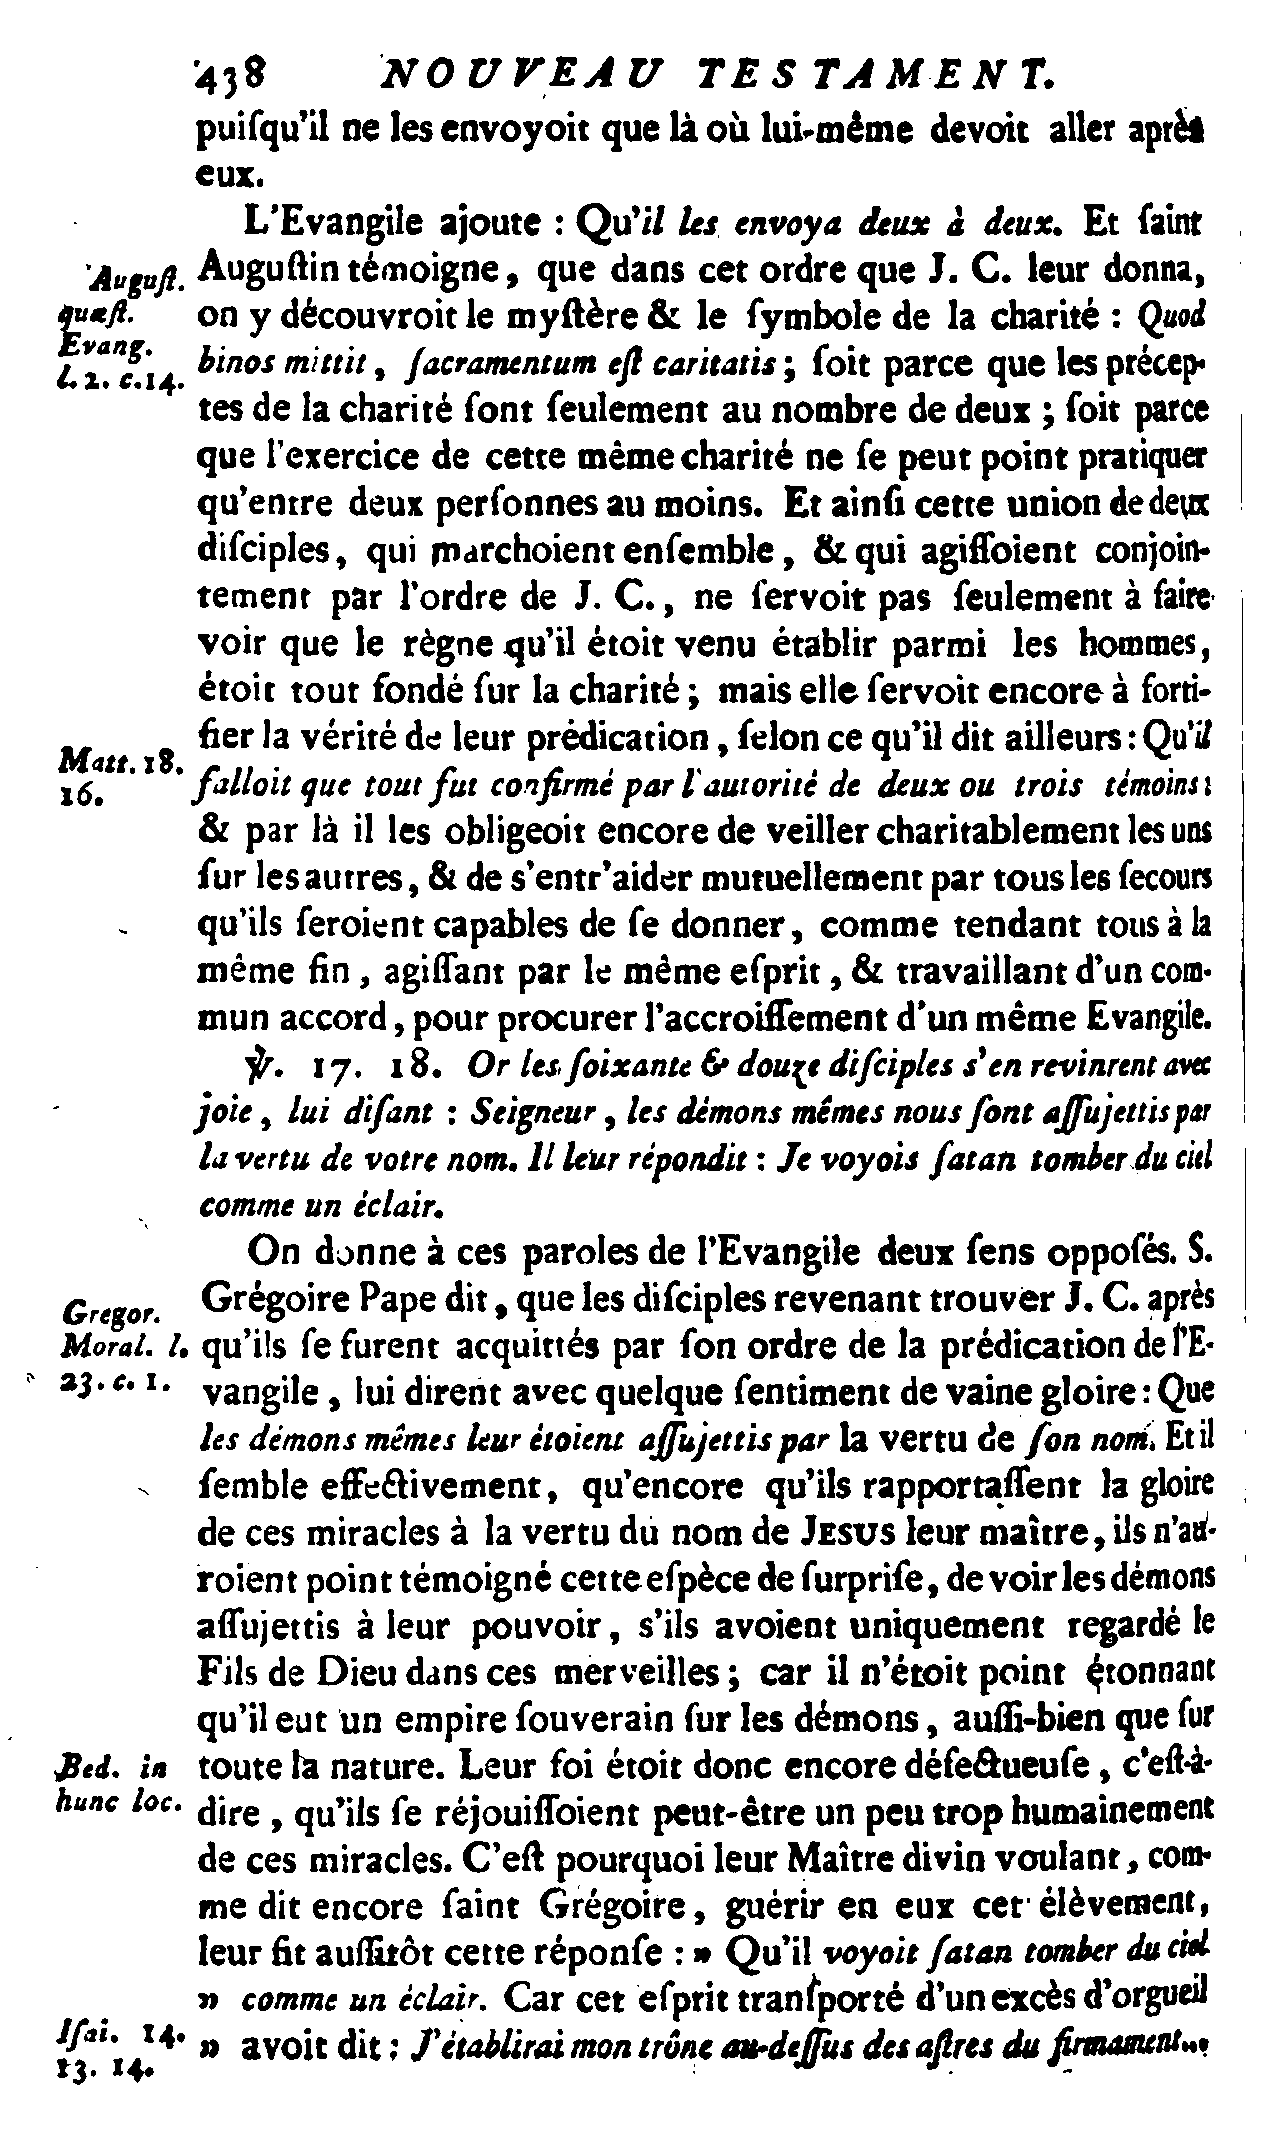 438 NOUVEAU TESTAMENT.
puiſqu'il ne les envoyoit que là où lui-même devoit aller après
eux.
L'Evangile ajoute : Qu'il les envoya deux à deux. Et ſaint
Auguſt. Auguſtin témoigne, que dans cet ordre que J. C. leur donna,
quæſt. on y découvroit le myſtère & le ſymbole de la charité : Quod
Evang.
l. 2. c. 14. binos mittit, ſacramentum eſt caritatis; ſoit parce que les précep-
tes de la charité ſont ſeulement au nombre de deux ; ſoit parce
que l'exercice de cette même charité ne ſe peut point pratiquer
qu'entre deux perſonnes au moins. Et ainſi cette union de deux
diſciples, qui marchoient enſemble, & qui agiſſoient conjoin-
tement par l'ordre de J. C., ne ſervoit pas ſeulement à faire
voir que le règne qu'il étoit venu établir parmi les hommes,
étoit tout fondé ſur la charité ; mais elle ſervoit encore à forti-
fier la vérité de leur prédication, ſelon ce qu'il dit ailleurs : Qu'il
Matt. 18.
16. falloit que tout fut confirmé par l'autorité de deux ou trois témoins :
& par là il les obligeoit encore de veiller charitablement les uns
ſur les autres, & de s'entr'aider mutuellement par tous les ſecours
qu'ils ſeroient capables de ſe donner, comme tendant tous à la
même fin, agiſſant par le même eſprit, & travaillant d'un com-
mun accord, pour procurer l'accroiſſement d'un même Evangile.
℣. 17. 18. Or les ſoixante & douze diſciples s'en revinrent avec
joie, lui diſant : Seigneur, les démons mêmes nous ſont aſſujettis par
la vertu de votre nom. Il leur répondit : Je voyois ſatan tomber du ciel
comme un éclair.
On donne à ces paroles de l'Evangile deux ſens oppoſés. S.
Gregor. Grégoire Pape dit, que les diſciples revenant trouver J. C. après
Moral. l. qu'ils ſe furent acquittés par ſon ordre de la prédication de l'E-
23. c. 1. vangile, lui dirent avec quelque ſentiment de vaine gloire : Que
les démons mêmes leur étoient aſſujettis par la vertu de ſon nom. Et il
ſemble effectivement, qu'encore qu'ils rapportaſſent la gloire
de ces miracles à la vertu du nom de JESUS leur maître, ils n'au-
roient point témoigné cette eſpèce de ſurpriſe, de voir les démons
aſſujettis à leur pouvoir, s'ils avoient uniquement regardé le
Fils de Dieu dans ces merveilles ; car il n'étoit point étonnant
qu'il eut un empire ſouverain ſur les démons, auſſi-bien que ſur
Bed. in toute la nature. Leur foi étoit donc encore défectueuſe, c'eſt-à-
hunc loc. dire, qu'ils ſe réjouiſſoient peut-être un peu trop humainement
de ces miracles. C'eſt pourquoi leur Maître divin voulant, com-
me dit encore ſaint Grégoire, guérir en eux cet élèvement,
leur fit auſſitôt cette réponſe : » Qu'il voyoit ſatan tomber du ciel
» comme un éclair. Car cet eſprit tranſporté d'un excès d'orgueil
Iſai. 14. » avoit dit : J'établirai mon trône au-deſſus des aſtres du firmament...
13. 14.